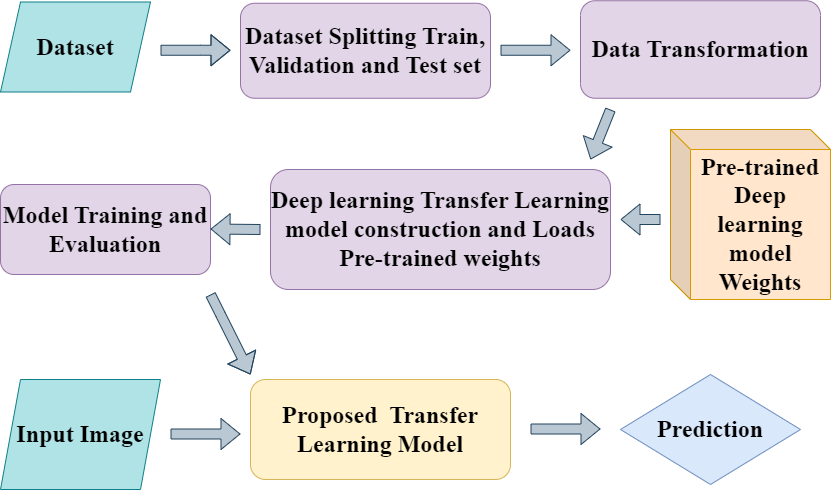 Dataset
Dataset Splitting Train,
Validation and Test set
Data Transformation
Pre-trained
Deep
learning
model
Weights
Deep learning Transfer Learning
model construction and Loads
Pre-trained weights
Model Training and
Evaluation
Input Image
Proposed Transfer
Learning Model
Prediction